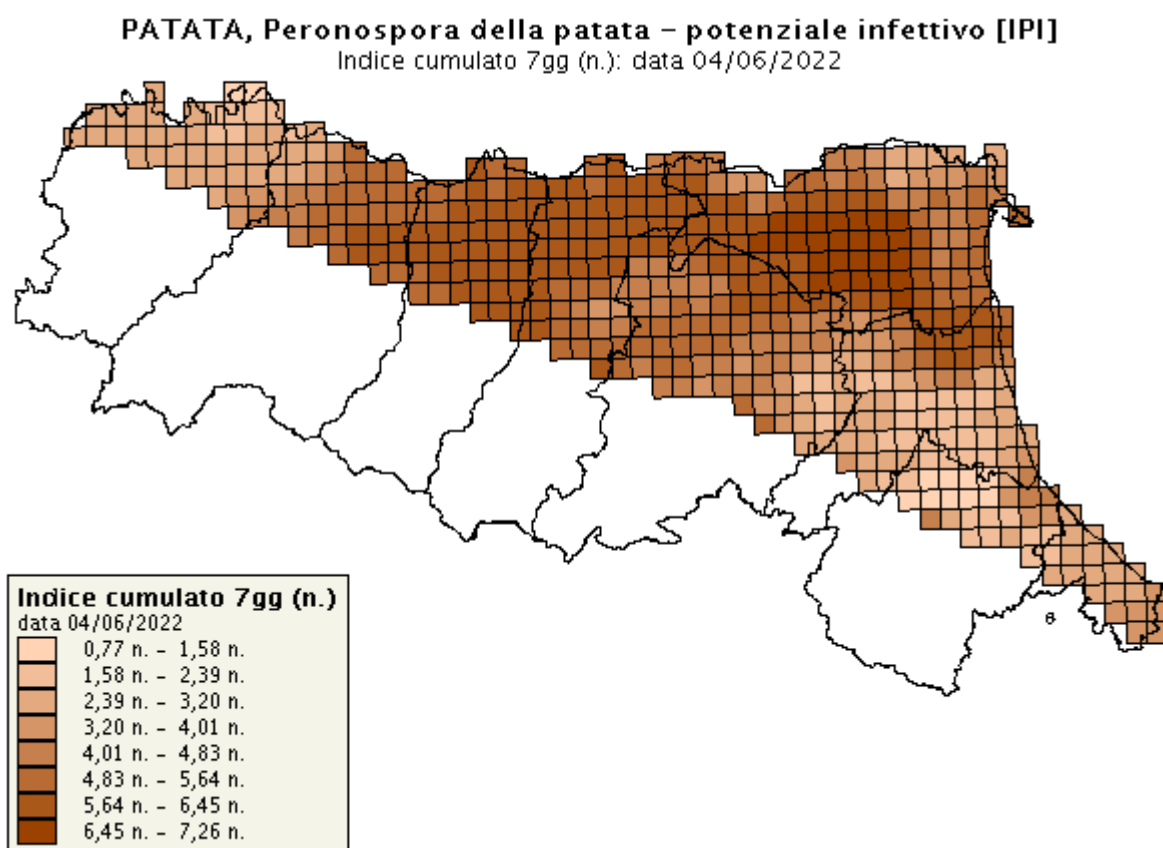 PATATA, Peronospora della patata – potenziale infettivo [IPI]
Indice cumulato 7gg (n.): data 04/06/2022
Indice cumulato 7gg (n.)
data 04/06/2022
0,77 n. – 1,58 n.
1,58 n. – 2,39 n.
2,39 n. – 3,20 n.
3,20 n. – 4,01 n.
4,01 n. – 4,83 n.
4,83 n. – 5,64 n.
5,64 n. – 6,45 n.
6,45 n. – 7,26 n.